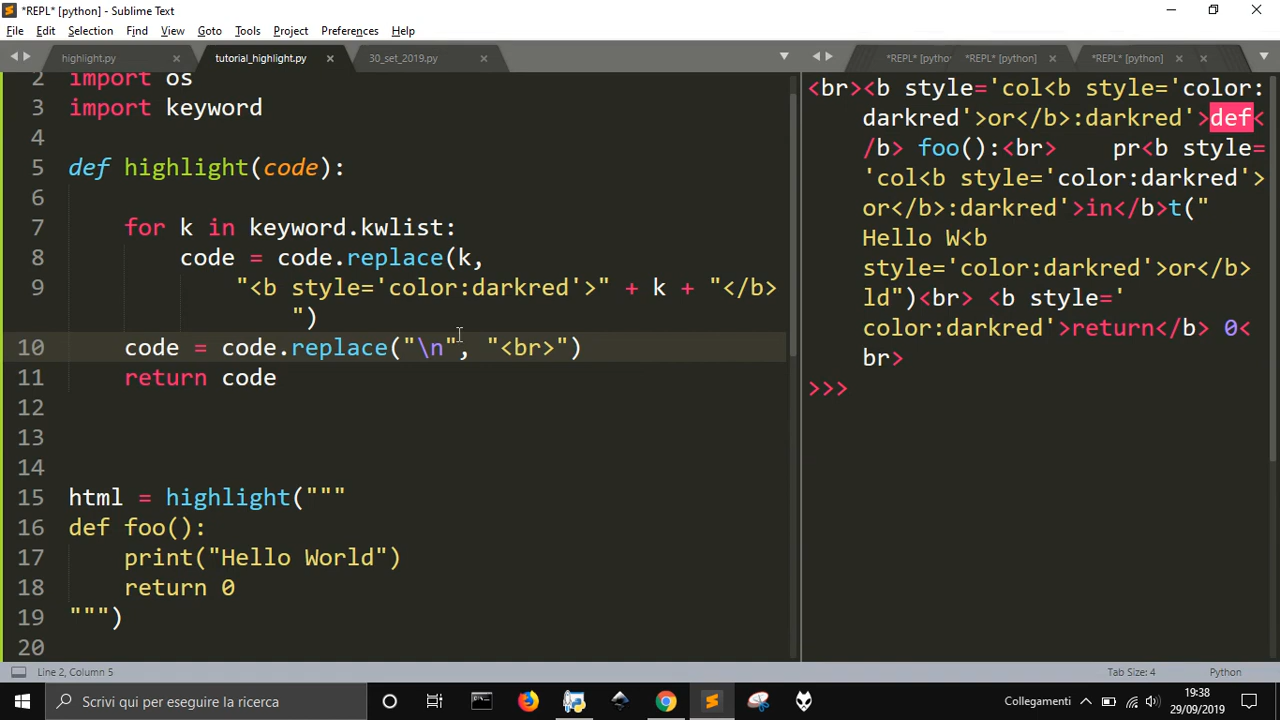 *REPL* [python] - Sublime Text
File Edit Selection Find View Goto Tools Project Preferences Help
highlight.py tutorial_highlight.py 30_set_2019.py *REPL* [pythor *REPL* [python] *REPL* [python]
2 import os
3 import keyword
4
5 def highlight(code):
6
7 for k in keyword.kwlist:
8 code = code.replace(k,
9 "<b style='color:darkred'>" + k + "</b>
")
10 code = code.replace("\n", "<br>")
11 return code
12
13
14
15 html = highlight("""
16 def foo():
17 print("Hello World")
18 return 0
19 """)
20
<br><b style='col<b style='color:
darkred'>or</b>:darkred'>def<
/b> foo():<br>    pr<b style=
'col<b style='color:darkred'>
or</b>:darkred'>in</b>t("
Hello W<b
style='color:darkred'>or</b>
ld")<br> <b style='
color:darkred'>return</b> 0<
br>
>>>
Line 2, Column 5 Tab Size: 4 Python
Scrivi qui per eseguire la ricerca Collegamenti 19:38
29/09/2019